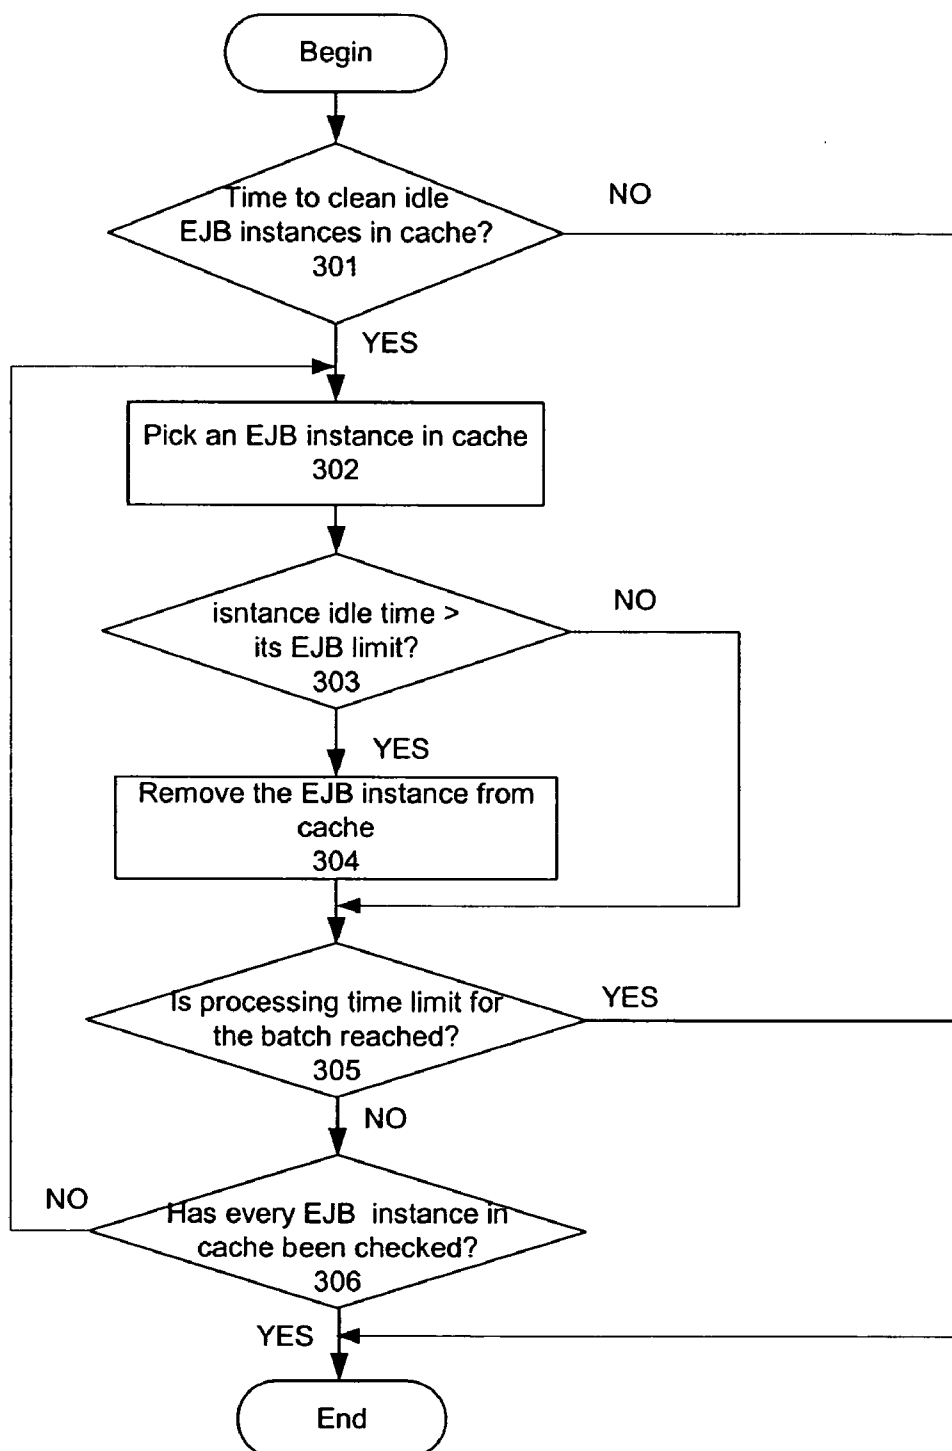 Begin
Time to clean idle
EJB instances in cache?
301
NO
YES
Pick an EJB instance in cache
302
isntance idle time >
its EJB limit?
303
NO
YES
Remove the EJB instance from
cache
304
Is processing time limit for
the batch reached?
305
YES
NO
Has every EJB instance in
cache been checked?
306
NO
YES
End